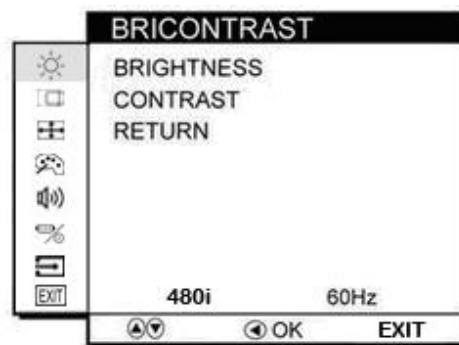 BRICONTRAST
BRIGHTNESS
CONTRAST
RETURN
EXIT
480i 60Hz
OK EXIT